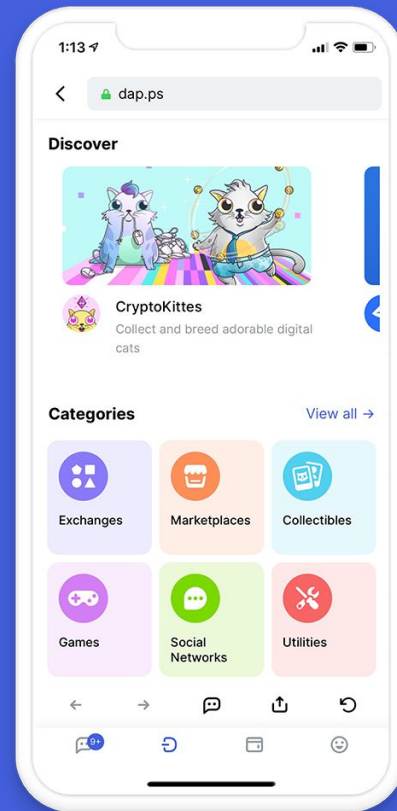 1:13
dap.ps
Discover
CryptoKittes
Collect and breed adorable digital
cats
Categories
View all →
Exchanges
Marketplaces
Collectibles
Games
Social
Networks
Utilities
9+